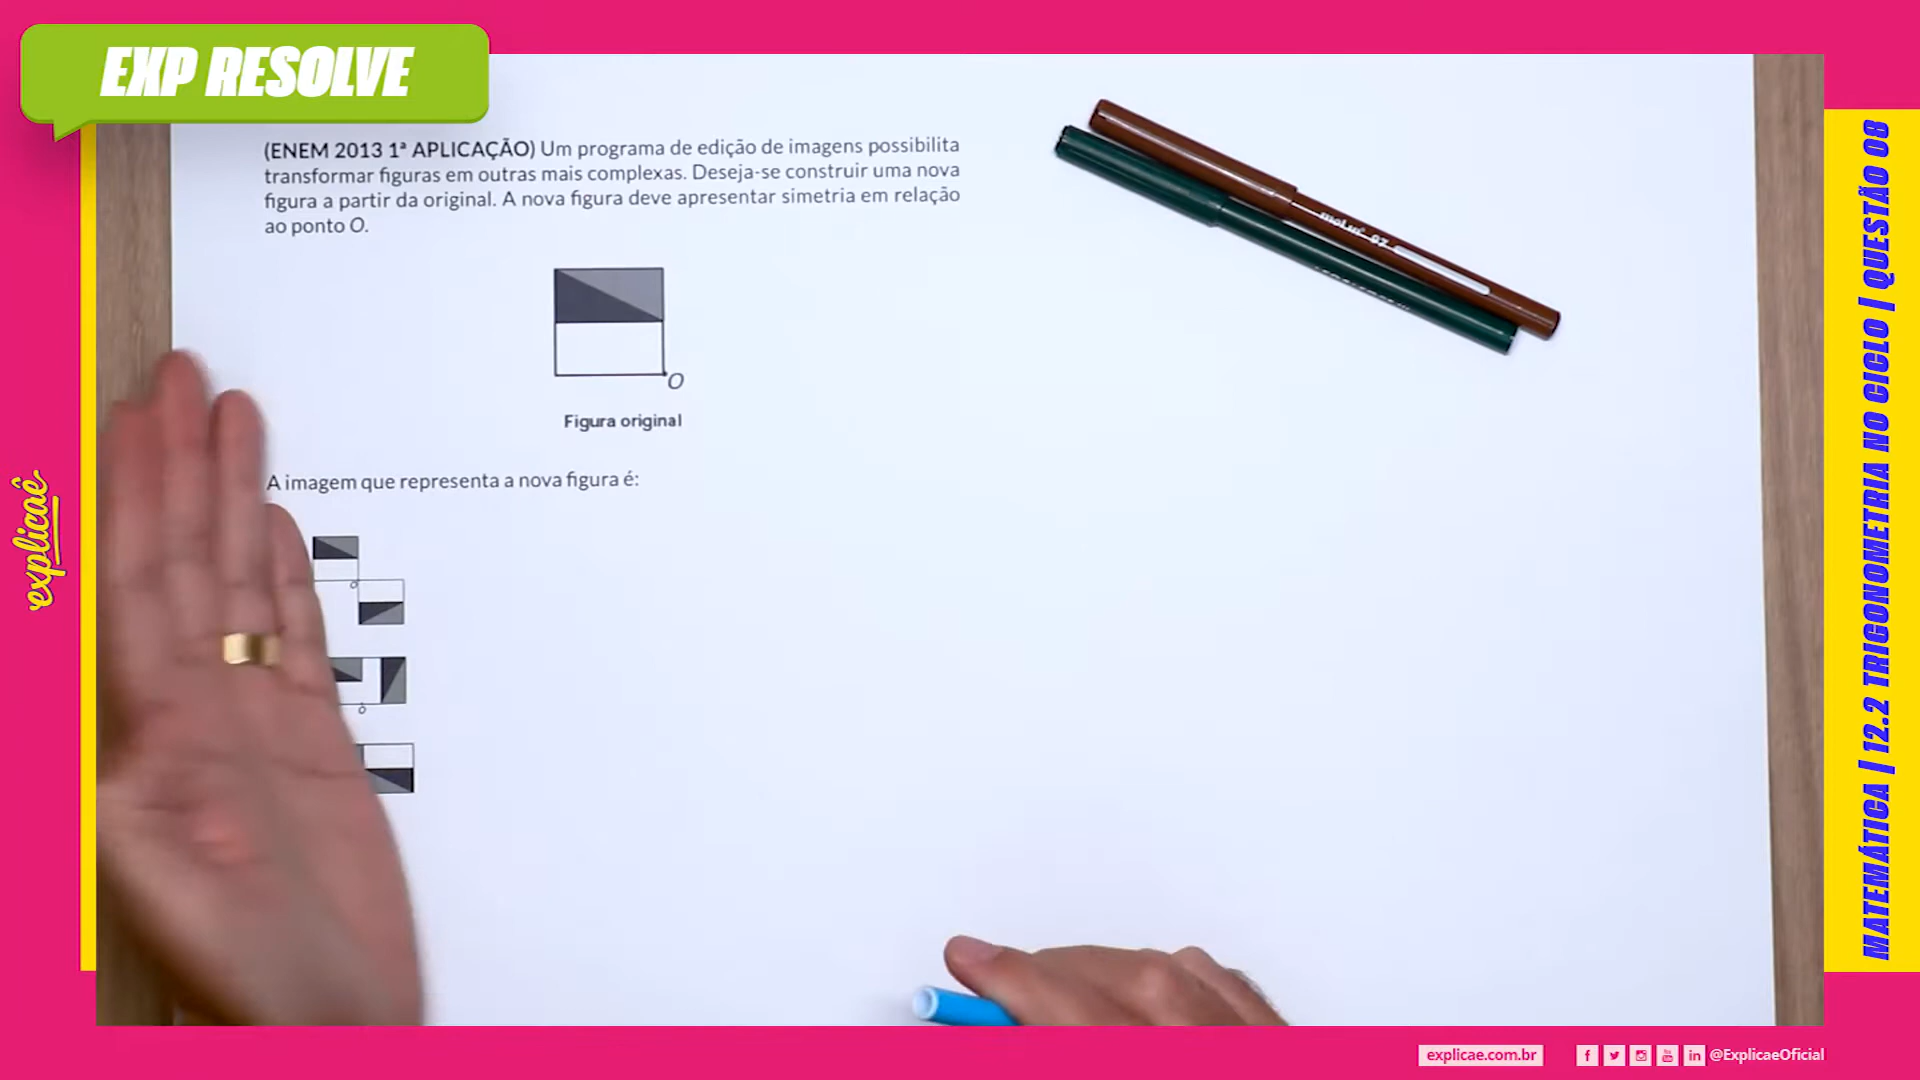 EXP RESOLVE
(ENEM 2013 1ª APLICAÇÃO) Um programa de edição de imagens possibilita
transformar figuras em outras mais complexas. Deseja-se construir uma nova
figura a partir da original. A nova figura deve apresentar simetria em relação
ao ponto O.
O
Figura original
A imagem que representa a nova figura é:
O
O
explicaê
MATEMÁTICA | 12.2 TRIGONOMETRIA NO CICLO | QUESTÃO 08
explicae.com.br
@ExplicaeOficial